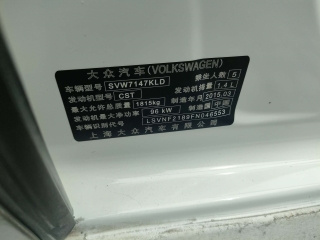 大众汽车(VOLKSWAGEN)
车辆型号 SVW7147KLD 乘坐人数 5
发动机型号 CST 发动机排量 1.4 L
最大允许总质量 1815kg 制造年月 2015.03
发动机最大净功率 96 kW 制造国 中国
车辆识别代号 LSVNF2189FN046553
上海大众汽车有限公司